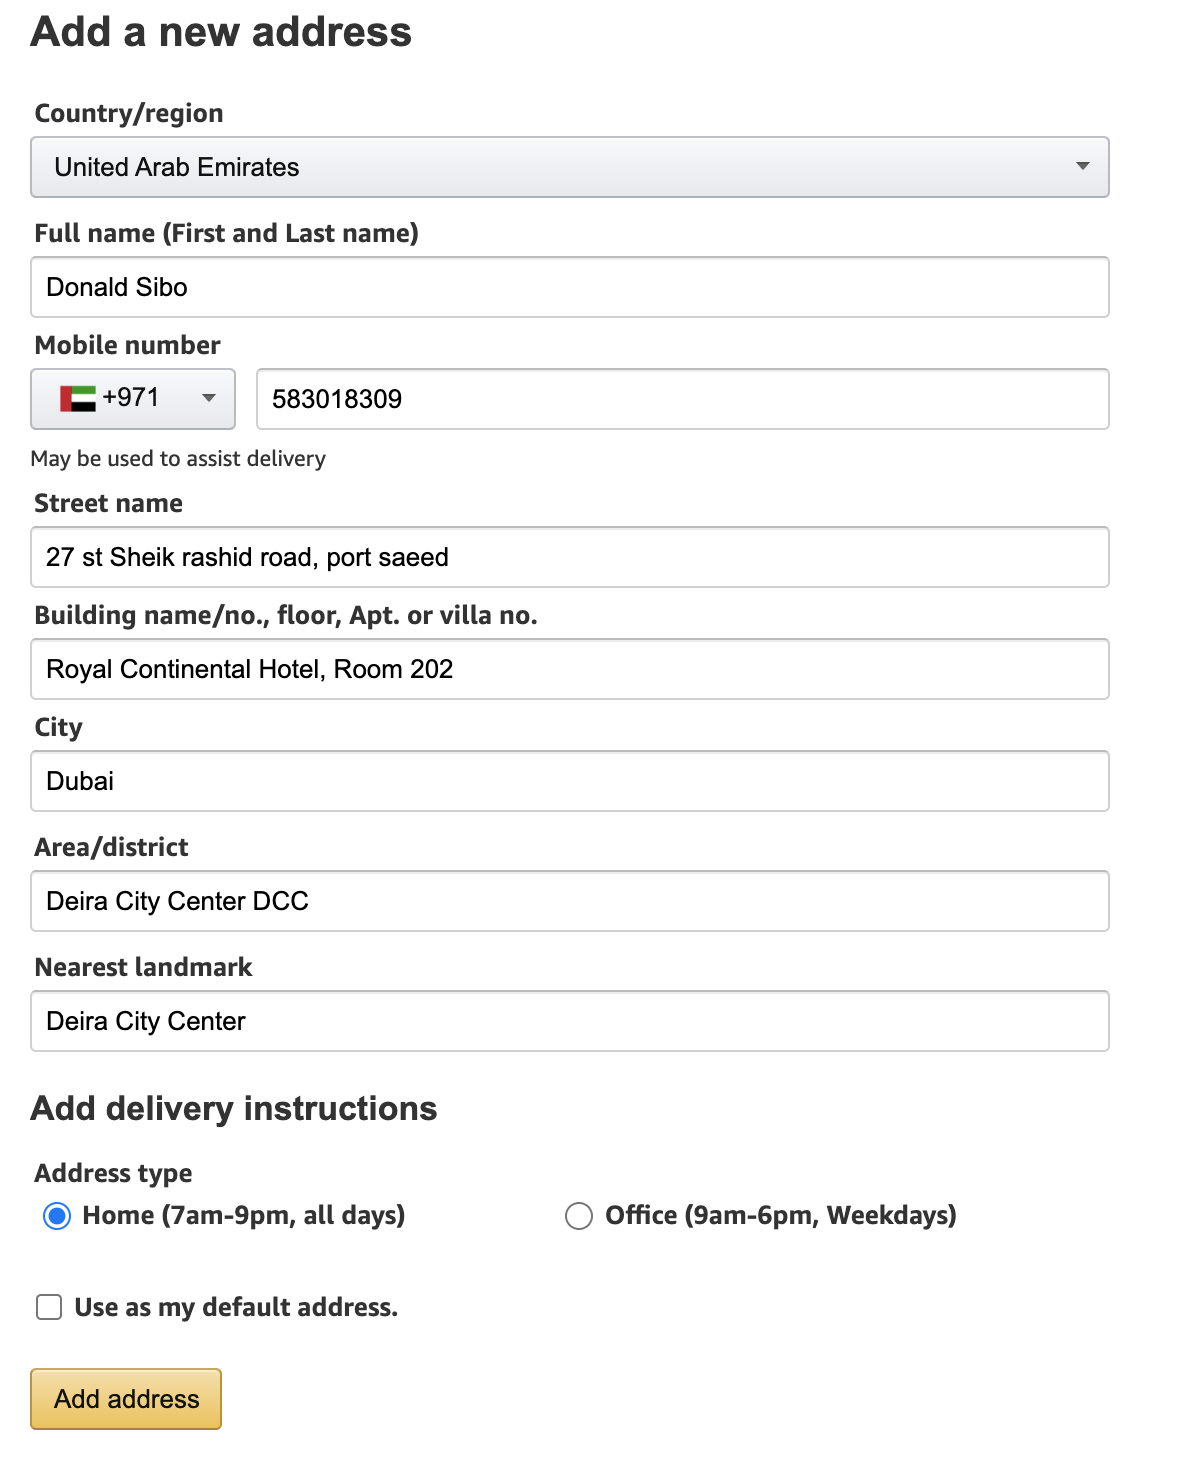 Add a new address
Country/region
United Arab Emirates
Full name (First and Last name)
Donald Sibo
Mobile number
+971 583018309
May be used to assist delivery
Street name
27 st Sheik rashid road, port saeed
Building name/no., floor, Apt. or villa no.
Royal Continental Hotel, Room 202
City
Dubai
Area/district
Deira City Center DCC
Nearest landmark
Deira City Center
Add delivery instructions
Address type
Home (7am-9pm, all days) Office (9am-6pm, Weekdays)
Use as my default address.
Add address